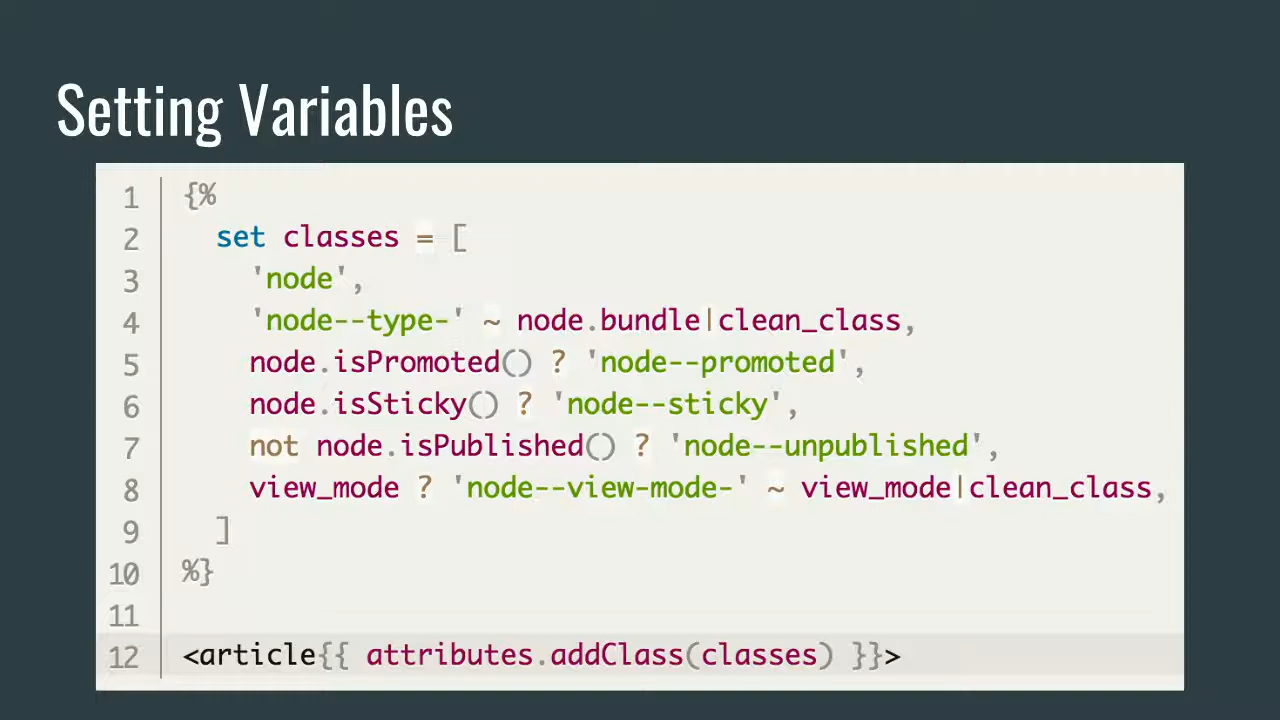 Setting Variables
1 {%
2 set classes = [
3 'node',
4 'node--type-' ~ node.bundle|clean_class,
5 node.isPromoted() ? 'node--promoted',
6 node.isSticky() ? 'node--sticky',
7 not node.isPublished() ? 'node--unpublished',
8 view_mode ? 'node--view-mode-' ~ view_mode|clean_class,
9 ]
10 %}
11
12 <article{{ attributes.addClass(classes) }}>